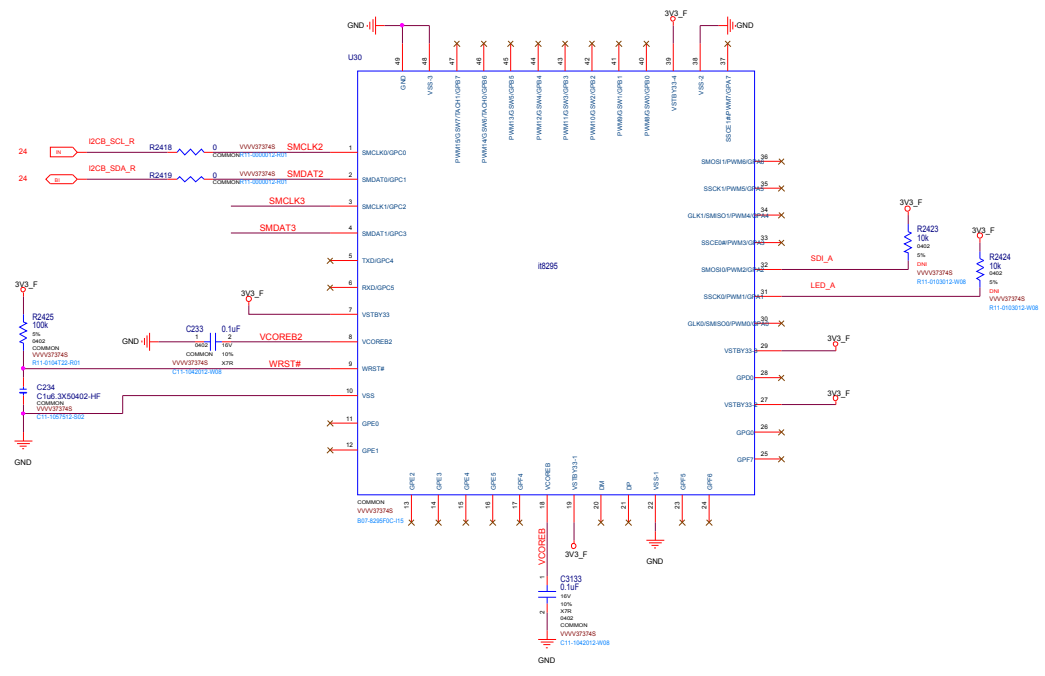 GND
3V3_F
GND
U30
49
48
47
46
45
44
43
42
41
40
39
38
37
GND
VSS-3
PWM15/GSW7/TACH1/GPB7
PWM14/GSW6/TACH0/GPB6
PWM13/GSW5/GPB5
PWM12/GSW4/GPB4
PWM11/GSW3/GPB3
PWM10/GSW2/GPB2
PWM9/GSW1/GPB1
PWM8/GSW0/GPB0
VSTBY33-4
VSS-2
SSCE1#/PWM7/GPA7
24
IN
I2CB_SCL_R
R2418
0
COMMON
VVVV37374S
R11-0000012-R01
SMCLK2
1
SMCLK0/GPC0
24
BI
I2CB_SDA_R
R2419
0
COMMON
VVVV37374S
R11-0000012-R01
SMDAT2
2
SMDAT0/GPC1
SMCLK3
3
SMCLK1/GPC2
SMDAT3
4
SMDAT1/GPC3
5
TXD/GPC4
6
RXD/GPC5
3V3_F
7
VSTBY33
GND
C233
0.1uF
1
2
0402
16V
COMMON
10%
X7R
VVVV37374S
C11-1042012-W08
VCOREB2
8
VCOREB2
WRST#
9
WRST#
10
VSS
11
GPE0
12
GPE1
3V3_F
R2425
100k
5%
0402
COMMON
VVVV37374S
R11-0104T22-R01
C234
C1u6.3X50402-HF
COMMON
VVVV37374S
C11-1057512-S02
GND
it8295
SMOSI1/PWM6/GPA6
36
SSCK1/PWM5/GPA5
35
GLK1/SMISO1/PWM4/GPA4
34
SSCE0#/PWM3/GPA3
33
SMOSI0/PWM2/GPA2
32
SDI_A
SSCK0/PWM1/GPA1
31
LED_A
GLK0/SMISO0/PWM0/GPA0
30
VSTBY33-3
29
3V3_F
GPD0
28
VSTBY33-2
27
3V3_F
GPG0
26
GPF7
25
3V3_F
R2423
10k
0402
5%
DNI
VVVV37374S
R11-0103012-W08
3V3_F
R2424
10k
0402
5%
DNI
VVVV37374S
R11-0103012-W08
GPE2
GPE3
GPE4
GPE5
GPF4
VCOREB
VSTBY33-1
DM
DP
VSS-1
GPF5
GPF6
COMMON
VVVV37374S
B07-8295F0C-I15
13
14
15
16
17
18
19
20
21
22
23
24
VCOREB
3V3_F
GND
1
2
C3133
0.1uF
16V
10%
X7R
0402
COMMON
VVVV37374S
C11-1042012-W08
GND